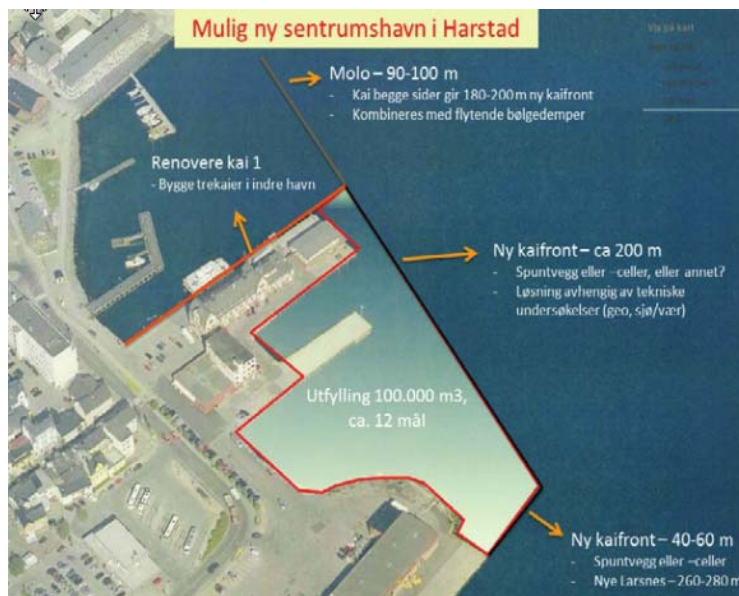 Mulig ny sentrumshavn i Harstad
Molo – 90-100 m
- Kai begge sider gir 180-200 m ny kaifront
- Kombineres med flytende bølgedemper
Renovere kai 1
- Bygge trekaier i indre havn
Ny kaifront – ca 200 m
- Spuntvegg eller –celler, eller annet?
- Løsning avhengig av tekniske
undersøkelser (geo, sjø/vær)
Utfylling 100.000 m3,
ca. 12 mål
Ny kaifront – 40-60 m
- Spuntvegg eller –celler
- Nye Larsnes – 260-280 m
Vis på kart